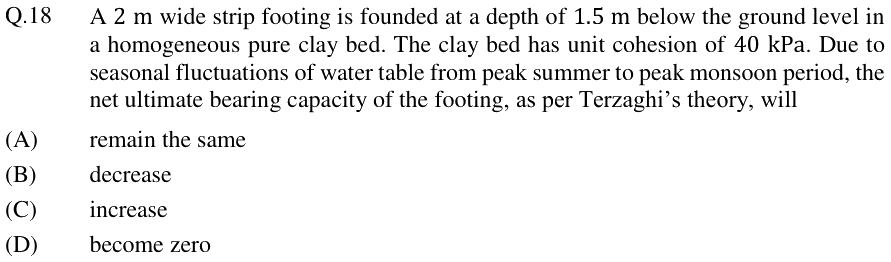 Q.18 A 2 m wide strip footing is founded at a depth of 1.5 m below the ground level in
a homogeneous pure clay bed. The clay bed has unit cohesion of 40 kPa. Due to
seasonal fluctuations of water table from peak summer to peak monsoon period, the
net ultimate bearing capacity of the footing, as per Terzaghi's theory, will
(A) remain the same
(B) decrease
(C) increase
(D) become zero